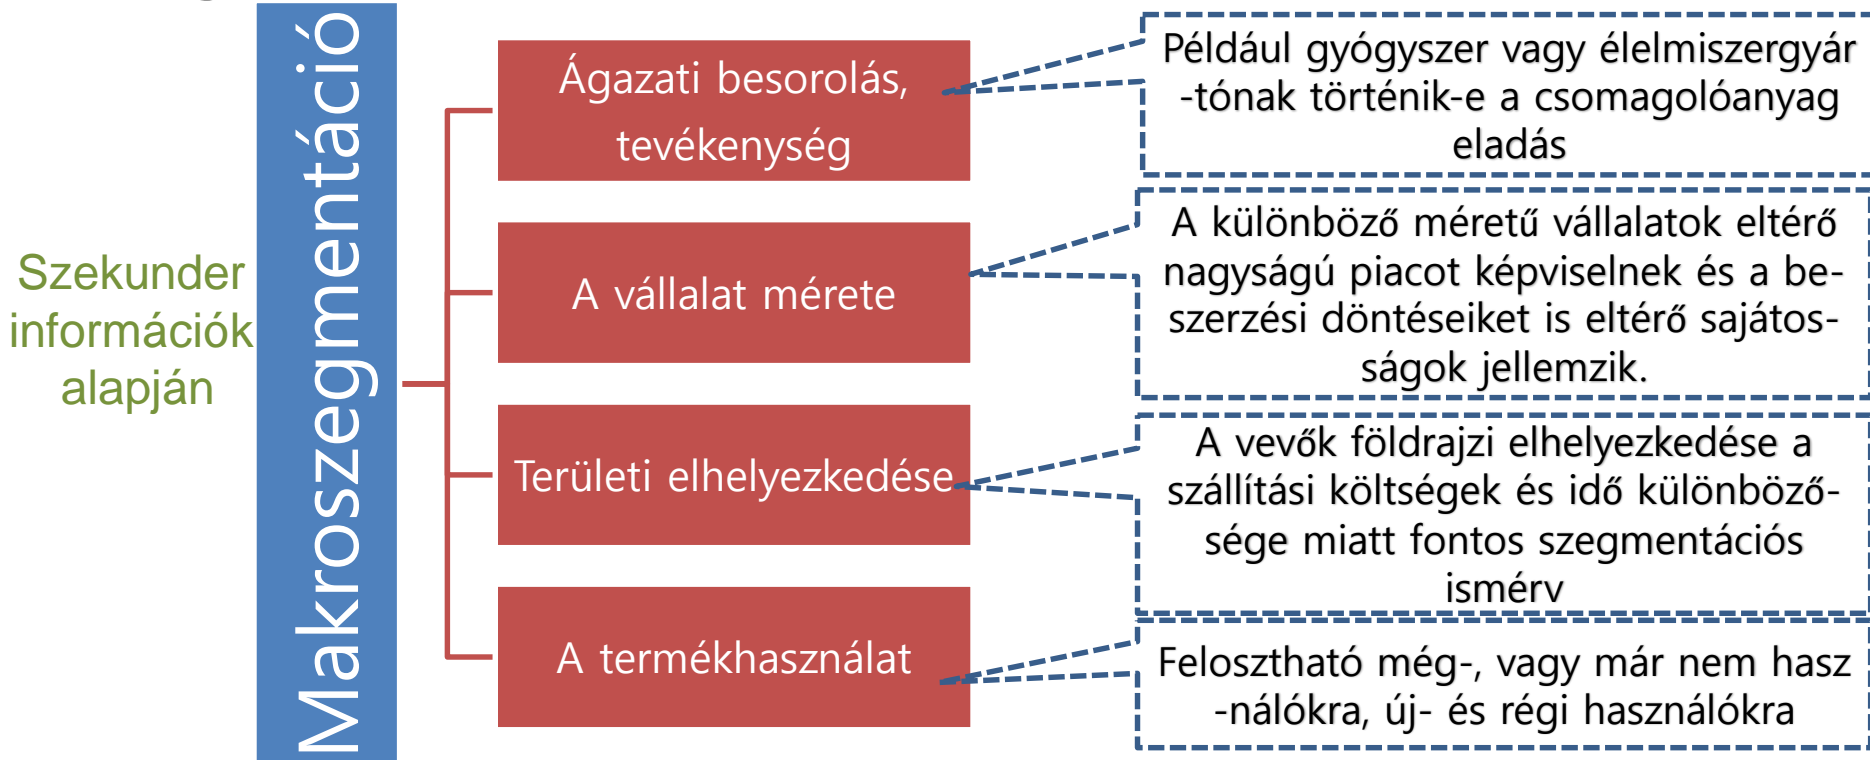 Szekunder
információk
alapján
Makroszegmentáció
Ágazati besorolás,
tevékenység
Például gyógyszer vagy élelmiszergyár
-tónak történik-e a csomagolóanyag
eladás
A vállalat mérete
A különböző méretű vállalatok eltérő
nagyságú piacot képviselnek és a be-
szerzési döntéseiket is eltérő sajátos-
ságok jellemzik.
Területi elhelyezkedése
A vevők földrajzi elhelyezkedése a
szállítási költségek és idő különböző-
sége miatt fontos szegmentációs
ismérv
A termékhasználat
Felosztható még-, vagy már nem hasz
-nálókra, új- és régi használókra